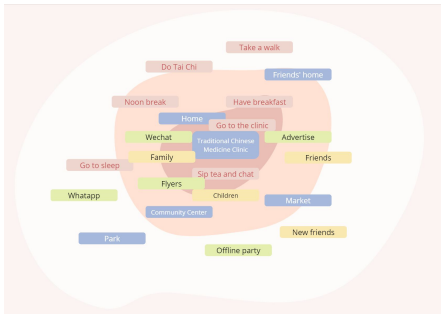 Take a walk
Do Tai Chi
Friends' home
Noon break
Have breakfast
Home
Go to the clinic
Wechat
Traditional Chinese
Medicine Clinic
Advertise
Family
Friends
Go to sleep
Sip tea and chat
Flyers
Whatapp
Children
Market
Community Center
New friends
Park
Offline party